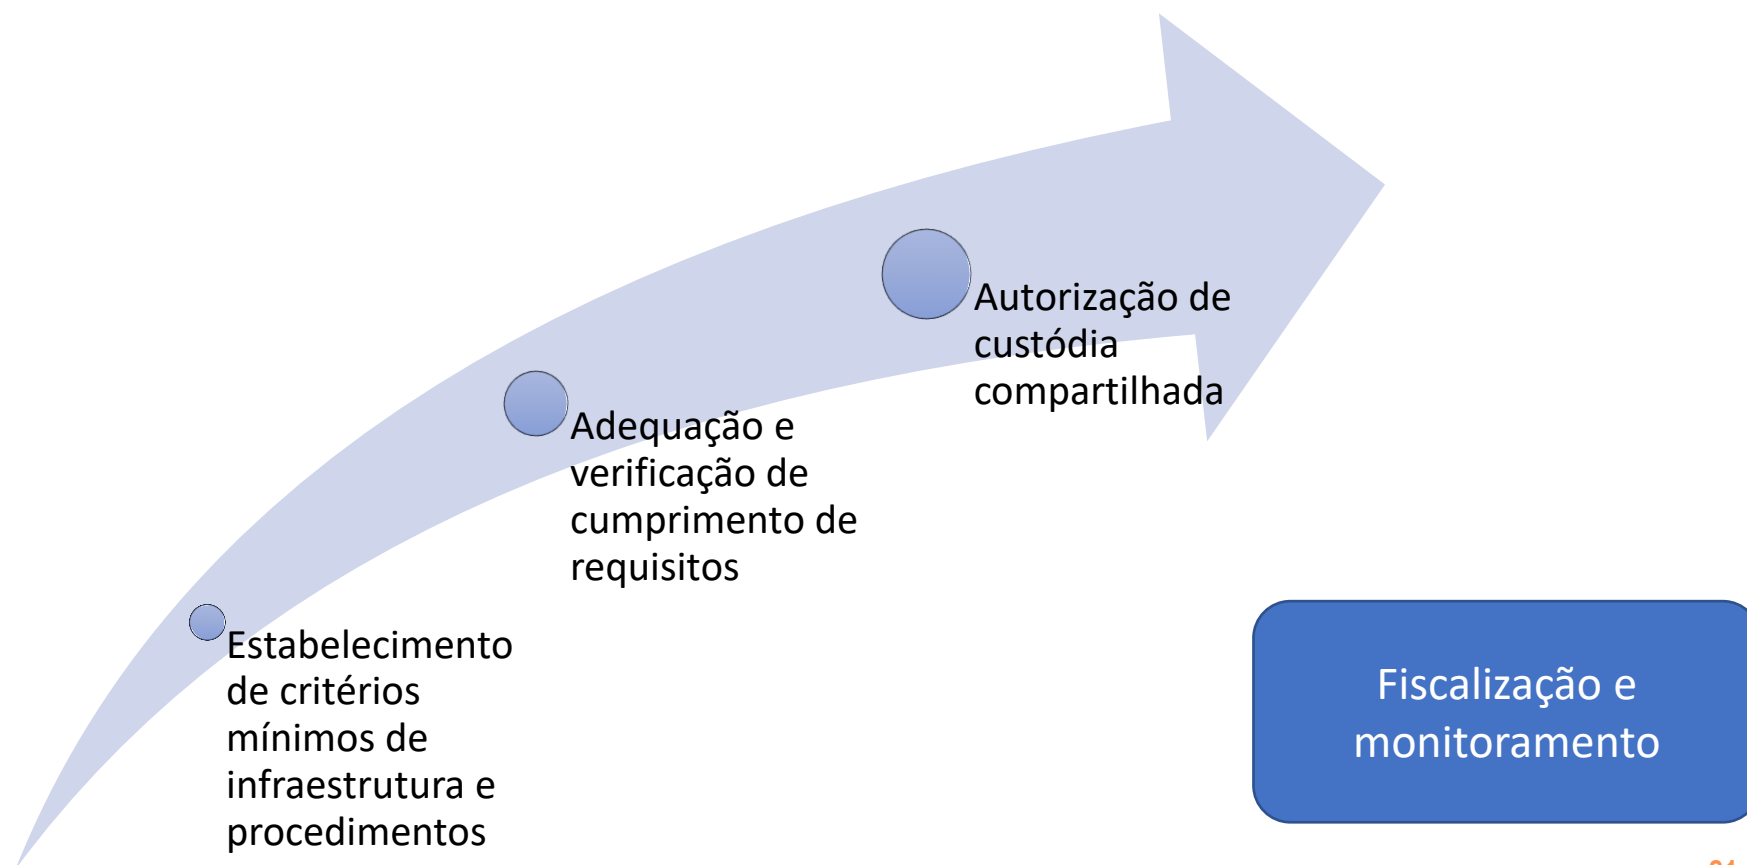 Autorização de
custódia
compartilhada
Adequação e
verificação de
cumprimento de
requisitos
Estabelecimento
de critérios
mínimos de
infraestrutura e
procedimentos
Fiscalização e
monitoramento